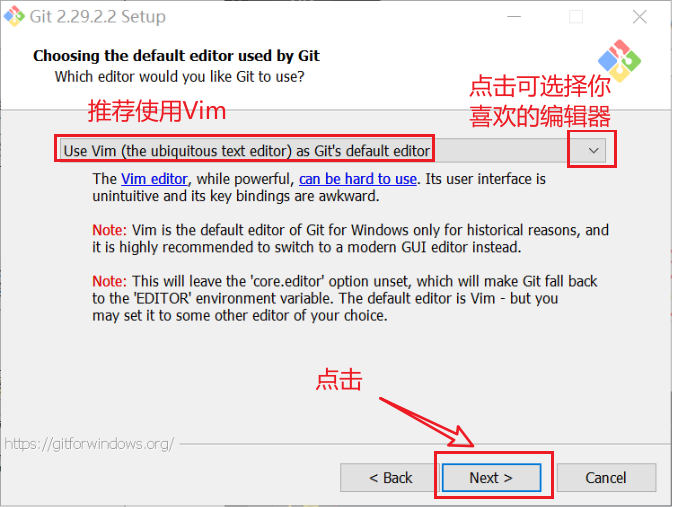 Git 2.29.2.2 Setup
Choosing the default editor used by Git
Which editor would you like Git to use?
推荐使用Vim
点击可选择你
喜欢的编辑器
Use Vim (the ubiquitous text editor) as Git's default editor
The Vim editor, while powerful, can be hard to use. Its user interface is
unintuitive and its key bindings are awkward.
Note: Vim is the default editor of Git for Windows only for historical reasons, and
it is highly recommended to switch to a modern GUI editor instead.
Note: This will leave the 'core.editor' option unset, which will make Git fall back
to the 'EDITOR' environment variable. The default editor is Vim - but you
may set it to some other editor of your choice.
点击
https://gitforwindows.org/
< Back
Next >
Cancel